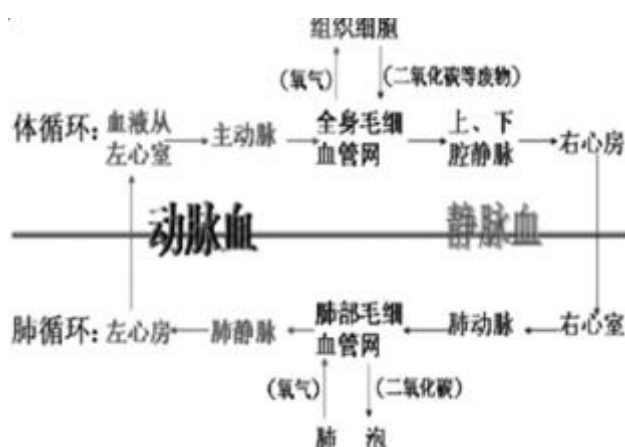 组织细胞
(氧气) (二氧化碳等废物)
体循环: 血液从左心室 主动脉 全身毛细血管网 上、下腔静脉 右心房
动脉血 静脉血
肺循环: 左心房 肺静脉 肺部毛细血管网 肺动脉 右心室
(氧气) (二氧化碳)
肺 泡